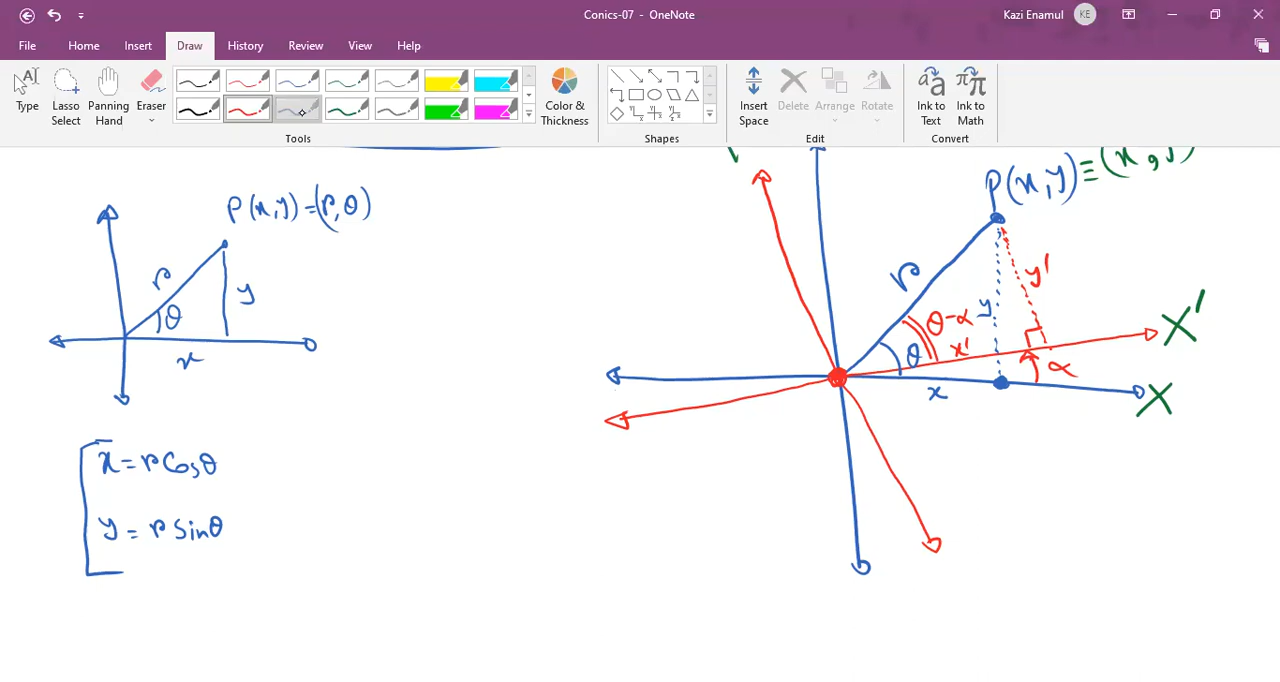 Conics-07 - OneNote
Kazi Enamul
KE
File Home Insert Draw History Review View Help
Type
Lasso Select
Panning Hand
Eraser
Color & Thickness
Insert Space
Delete
Arrange
Rotate
Ink to Text
Ink to Math
Tools
Shapes
Edit
Convert
P(x,y)=(r,θ)
r
θ
y
x
x = r Cosθ
y = r Sinθ
P(x,y)≡(x,y)
r
y'
y
θ-α
θ
x'
α
x
X'
X